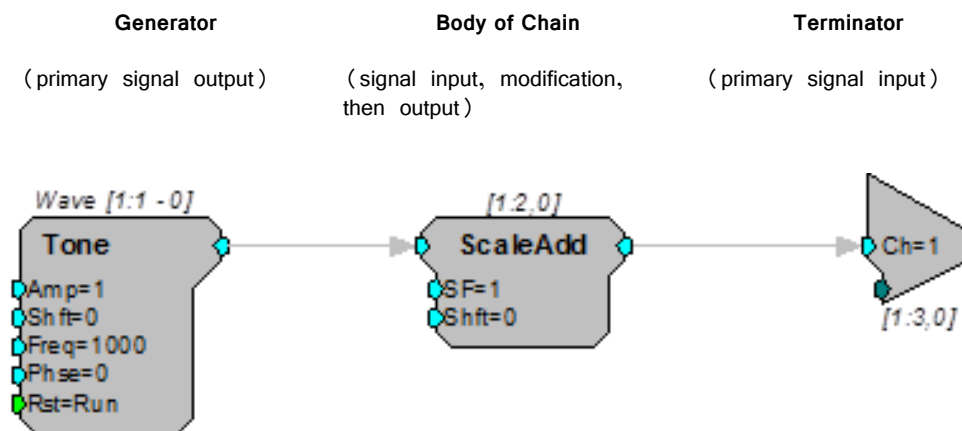 Generator
Body of Chain
Terminator
(primary signal output)
(signal input, modification,
then output)
(primary signal input)
Wave [1:1 - 0]
Tone
Amp=1
Shft=0
Freq=1000
Phse=0
Rst=Run
[1:2,0]
ScaleAdd
SF=1
Shft=0
Ch=1
[1:3,0]